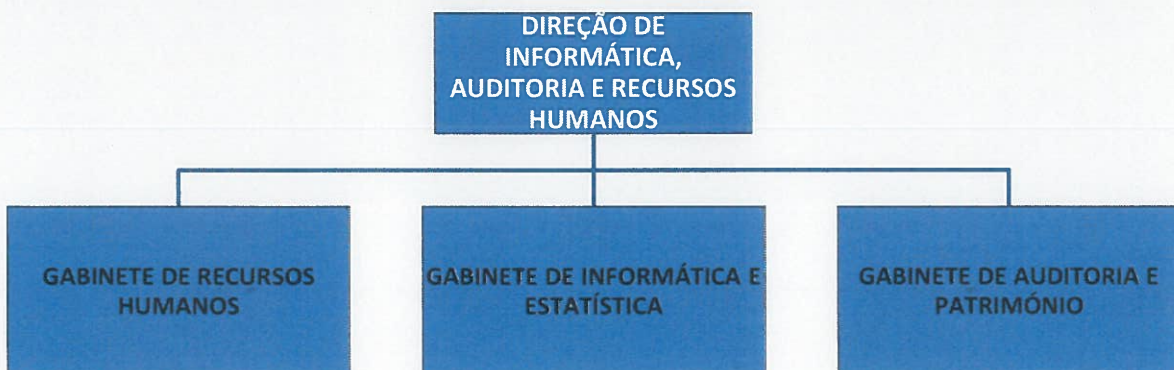 DIREÇÃO DE
INFORMÁTICA,
AUDITORIA E RECURSOS
HUMANOS
GABINETE DE RECURSOS
HUMANOS
GABINETE DE INFORMÁTICA E
ESTATÍSTICA
GABINETE DE AUDITORIA E
PATRIMÓNIO